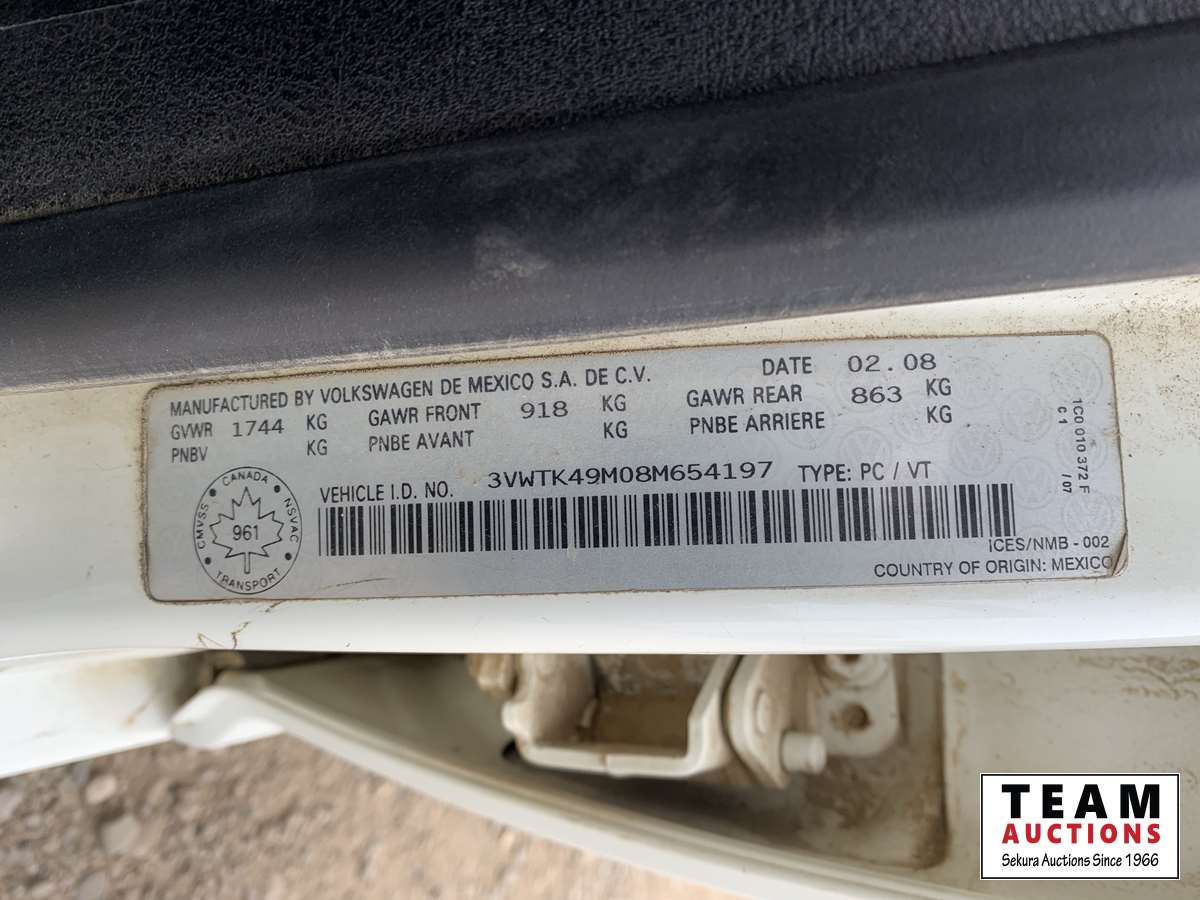 MANUFACTURED BY VOLKSWAGEN DE MEXICO S.A. DE C.V. DATE 02.08
GVWR 1744 KG GAWR FRONT 918 KG GAWR REAR 863 KG
PNBV KG PNBE AVANT KG PNBE ARRIERE KG
1C0 010 372 F
C 1 /07
CANADA
CMVSS NSVAC
961
TRANSPORT
VEHICLE I.D. NO. 3VWTK49M08M654197 TYPE: PC / VT
ICES/NMB - 002
COUNTRY OF ORIGIN: MEXICO
TEAM
AUCTIONS
Sekura Auctions Since 1966